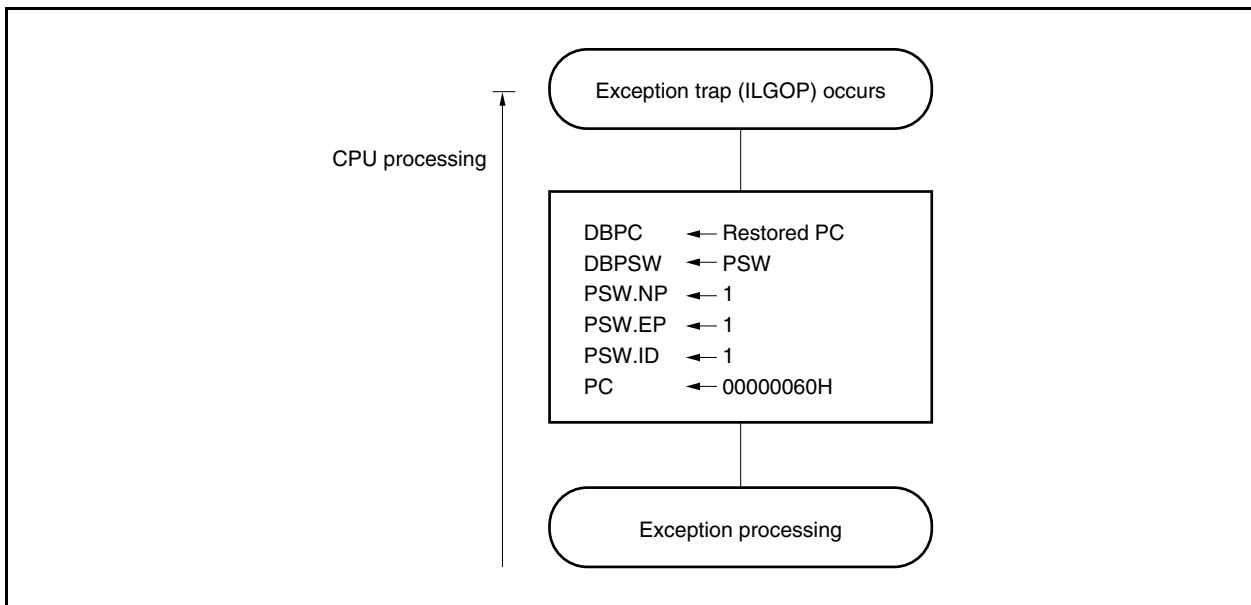 Exception trap (ILGOP) occurs
CPU processing
DBPC ← Restored PC
DBPSW ← PSW
PSW.NP ← 1
PSW.EP ← 1
PSW.ID ← 1
PC ← 00000060H
Exception processing